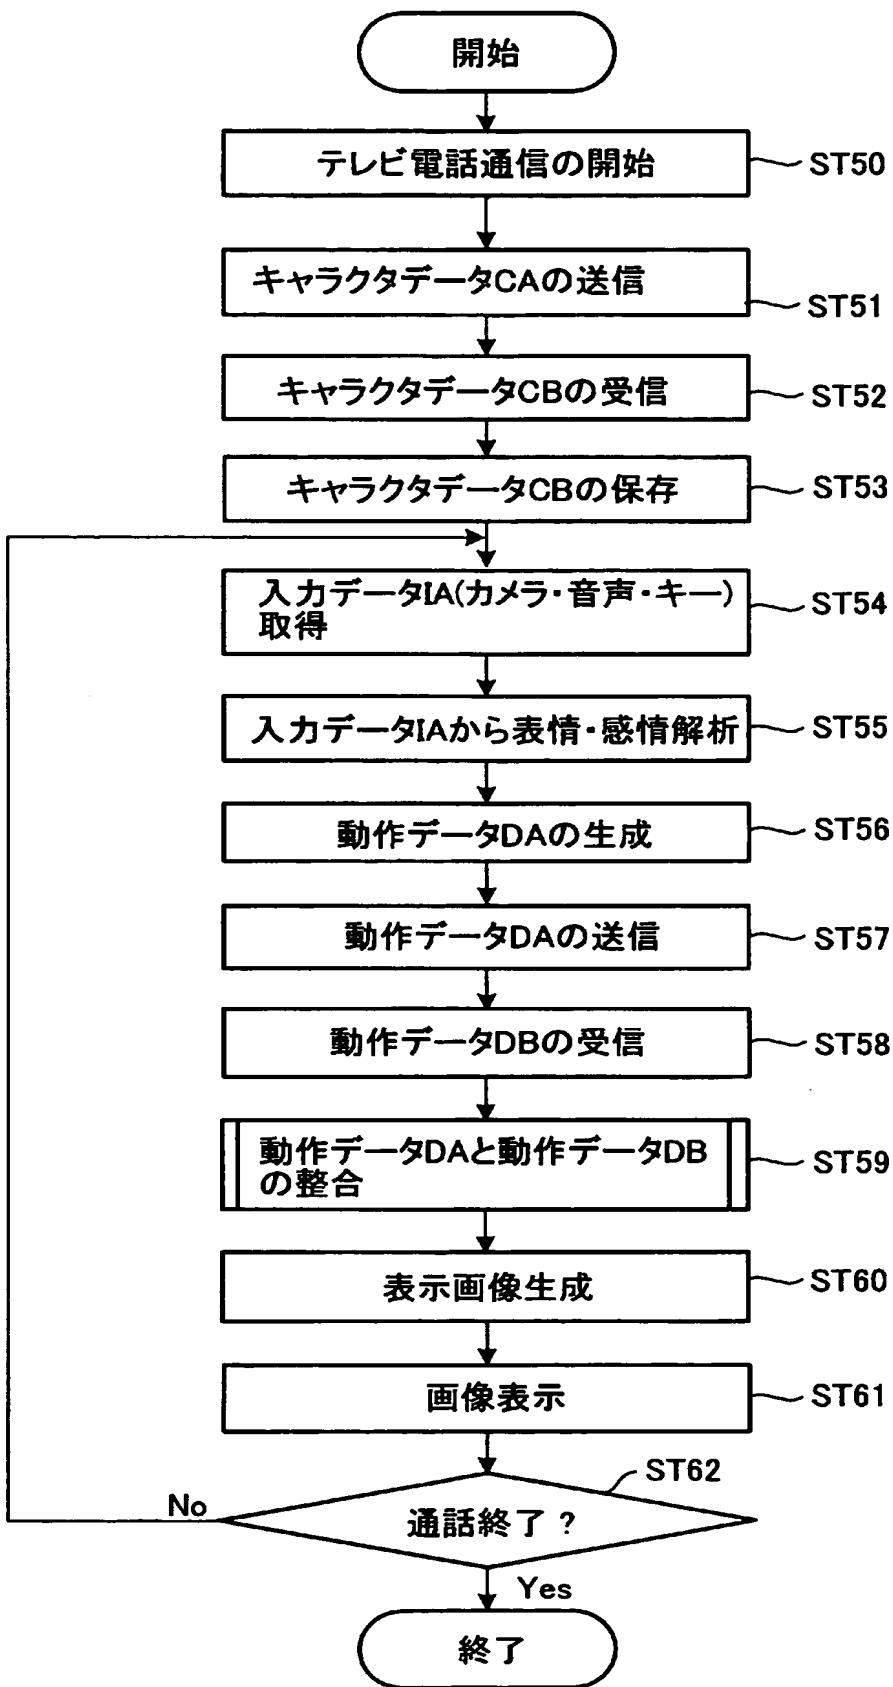 開始
テレビ電話通信の開始
ST50
キャラクタデータCAの送信
ST51
キャラクタデータCBの受信
ST52
キャラクタデータCBの保存
ST53
入力データIA(カメラ・音声・キー)
取得
ST54
入力データIAから表情・感情解析
ST55
動作データDAの生成
ST56
動作データDAの送信
ST57
動作データDBの受信
ST58
動作データDAと動作データDB
の整合
ST59
表示画像生成
ST60
画像表示
ST61
ST62
No
通話終了?
Yes
終了